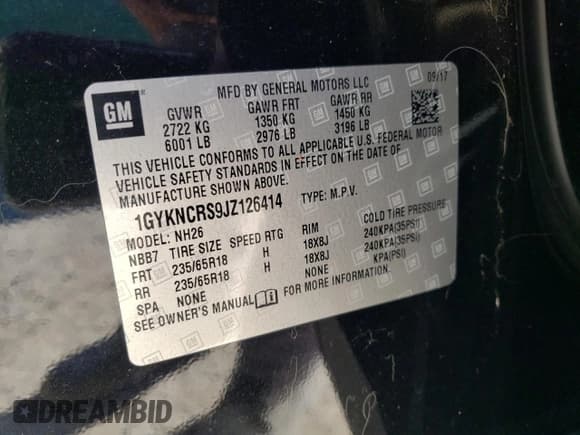 GM
MFD BY GENERAL MOTORS LLC
09/17
GVWR GAWR FRT GAWR RR
2722 KG 1350 KG 1450 KG
6001 LB 2976 LB 3196 LB
THIS VEHICLE CONFORMS TO ALL APPLICABLE U.S. FEDERAL MOTOR
VEHICLE SAFETY STANDARDS IN EFFECT ON THE DATE OF
MANUFACTURE SHOWN ABOVE.
1GYKNCRS9JZ126414 TYPE: M.P.V.
MODEL: NH26
NBB7 TIRE SIZE SPEED RTG RIM COLD TIRE PRESSURE
FRT 235/65R18 H 18X8J 240KPA(35PSI)
RR 235/65R18 H 18X8J 240KPA(35PSI)
SPA NONE NONE KPA(PSI)
SEE OWNER'S MANUAL FOR MORE INFORMATION.
DREAMBID